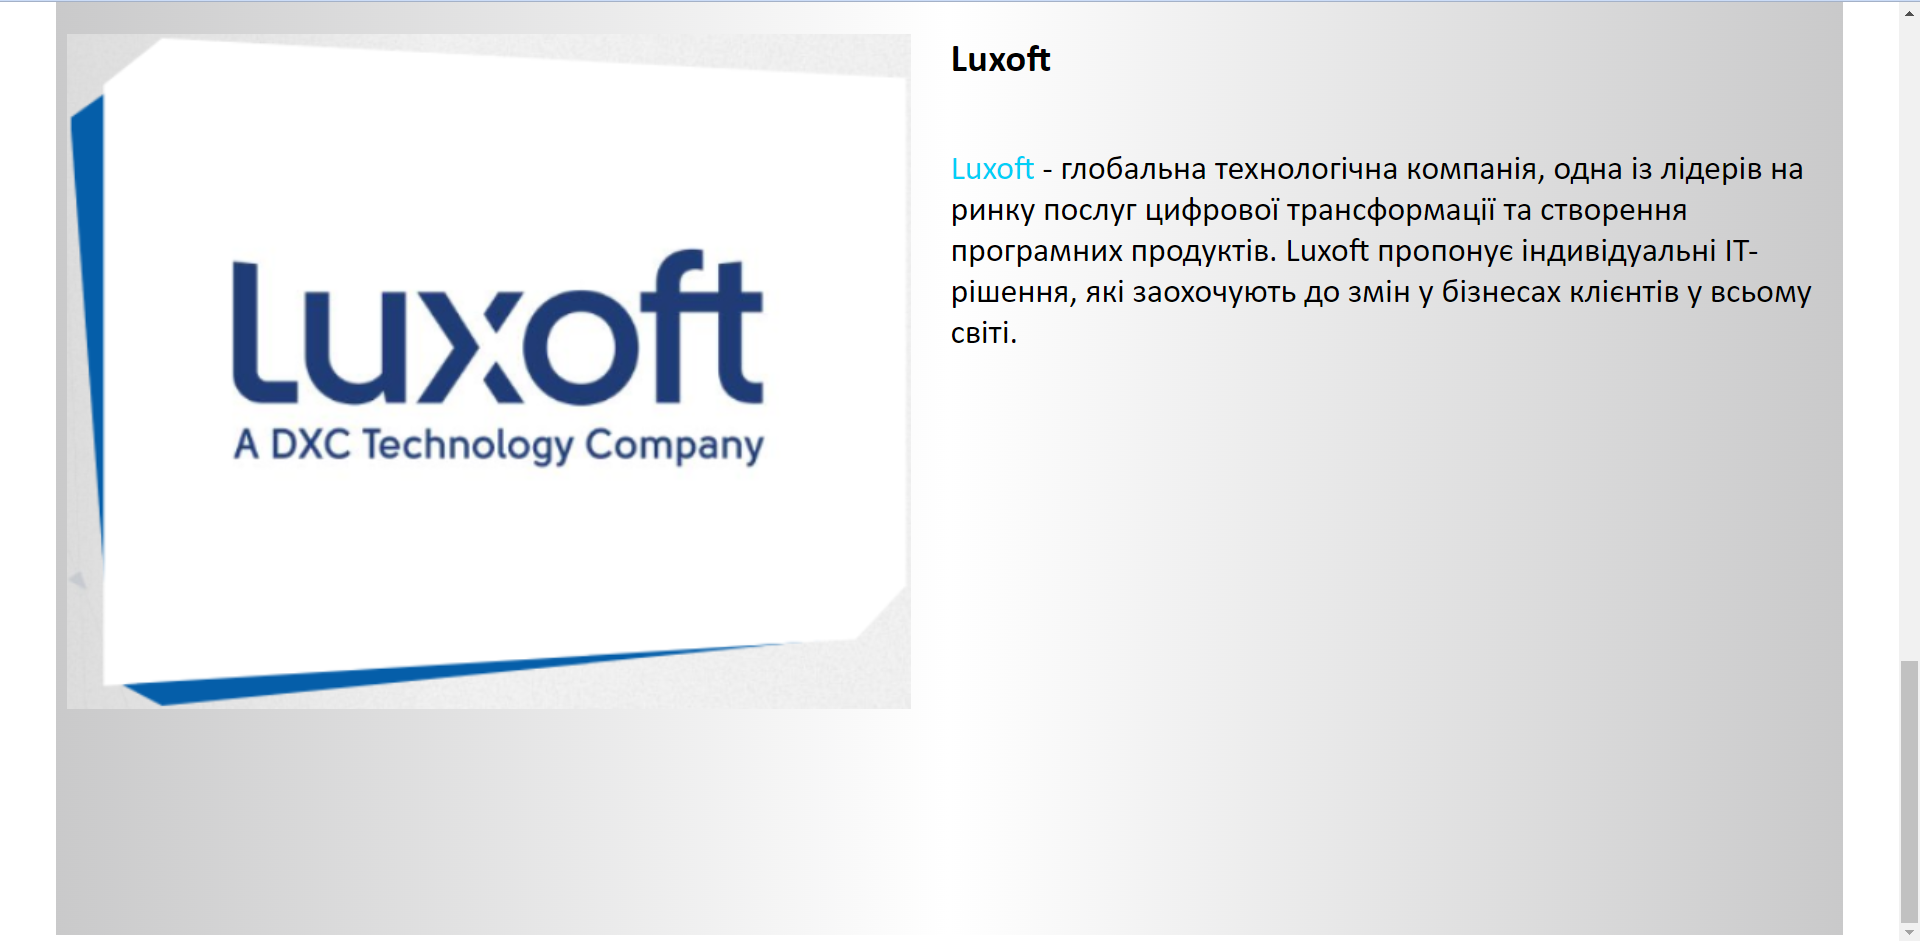 Luxoft
A DXC Technology Company
Luxoft
Luxoft - глобальна технологічна компанія, одна із лідерів на
ринку послуг цифрової трансформації та створення
програмних продуктів. Luxoft пропонує індивідуальні ІТ-
рішення, які заохочують до змін у бізнесах клієнтів у всьому
світі.